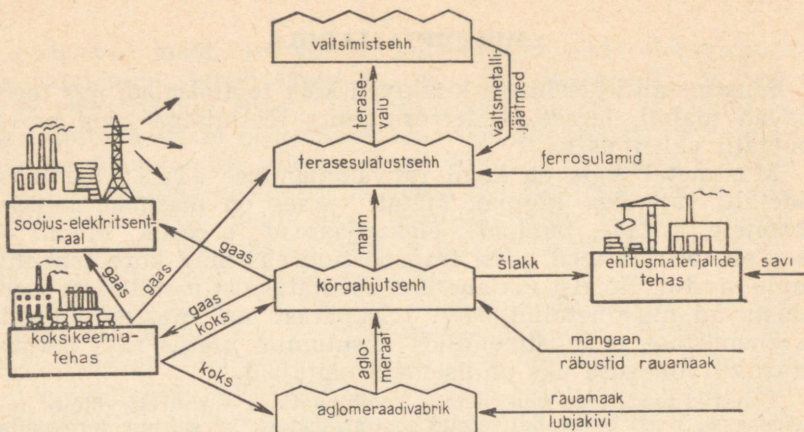 valtsimistsehh
terase-
valu
valtsmetalli-
jäätmed
terasesulatustsehh
ferrosulamid
soojus-elektritsent-
raal
malm
gaas
gaas
gaas
kõrgahjutsehh
šlakk
ehitusmaterjallde
tehas
savi
gaas
koks
koksikeemia-
tehas
koks
aglo-
meraat
mangaan
räbustid rauamaak
aglomeraadivabrik
rauamaak
lubjakivi